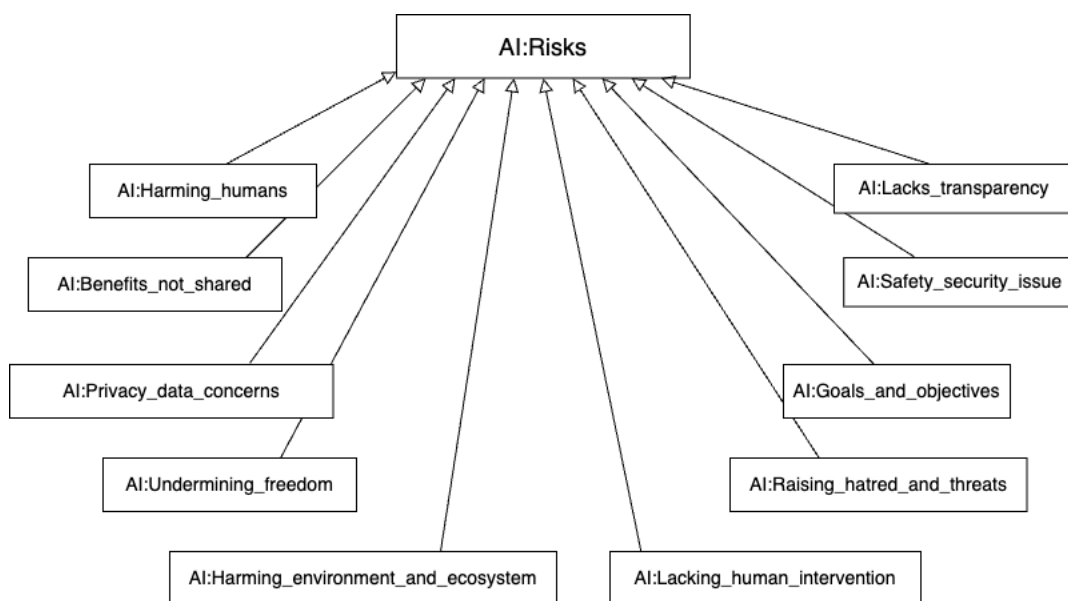 AI:Risks
AI:Harming_humans
AI:Lacks_transparency
AI:Benefits_not_shared
AI:Safety_security_issue
AI:Privacy_data_concerns
AI:Goals_and_objectives
AI:Undermining_freedom
AI:Raising_hatred_and_threats
AI:Harming_environment_and_ecosystem
AI:Lacking_human_intervention